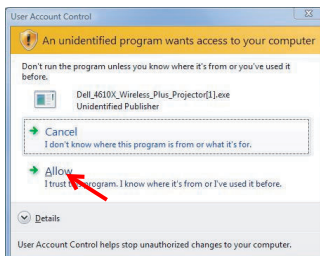 User Account Control
An unidentified program wants access to your computer
Don't run the program unless you know where it's from or you've used it
before.
Dell_4610X_Wireless_Plus_Projector[1].exe
Unidentified Publisher
Cancel
I don't know where this program is from or what it's for.
Allow
I trust this program. I know where it's from or I've used it before.
Details
User Account Control helps stop unauthorized changes to your computer.